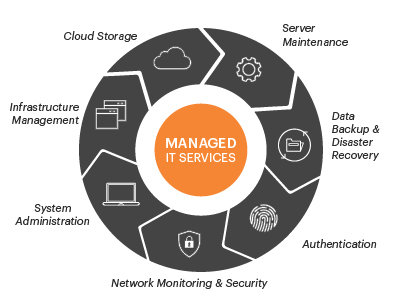 Cloud Storage
Server
Maintenance
Infrastructure
Management
Data
Backup &
Disaster
Recovery
MANAGED
IT SERVICES
System
Administration
Authentication
Network Monitoring & Security